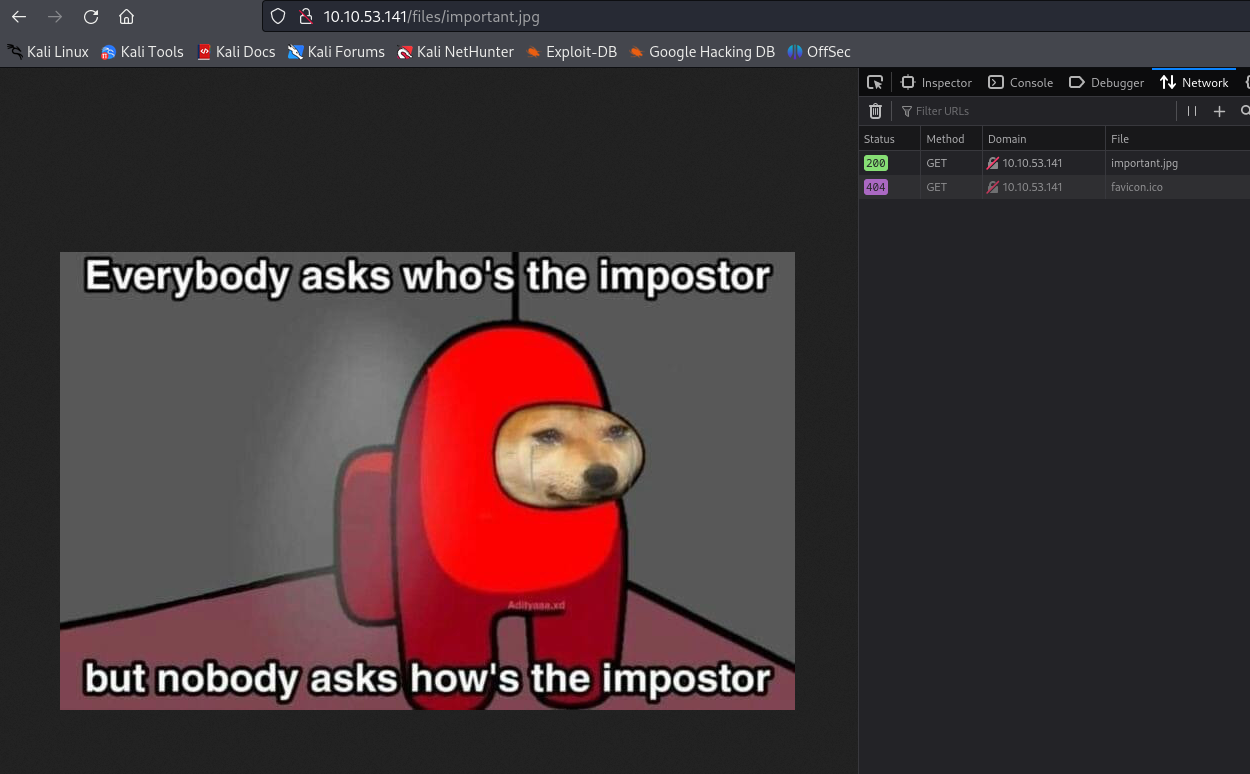 10.10.53.141/files/important.jpg
Kali Linux Kali Tools Kali Docs Kali Forums Kali NetHunter Exploit-DB Google Hacking DB OffSec
Inspector Console Debugger Network
Filter URLs
Status Method Domain File
200 GET 10.10.53.141 important.jpg
404 GET 10.10.53.141 favicon.ico
Everybody asks who's the impostor
Adityaaa.xd
but nobody asks how's the impostor